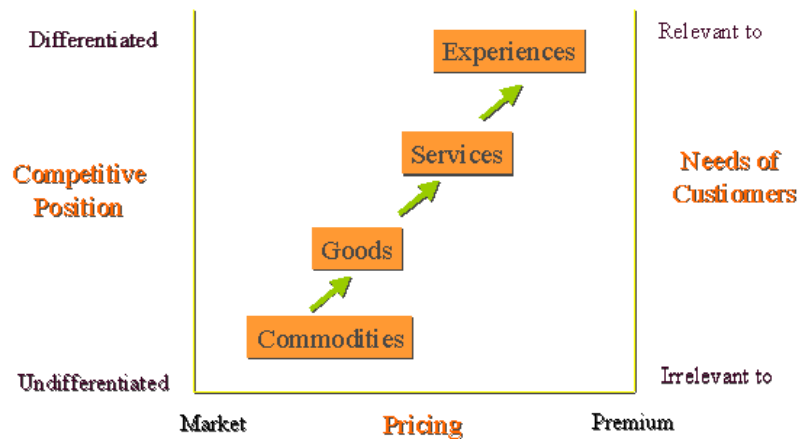 Differentiated
Experiences
Relevant to
Services
Competitive
Position
Needs of
Custiomers
Goods
Commodities
Undifferentiated
Irrelevant to
Market
Pricing
Premium